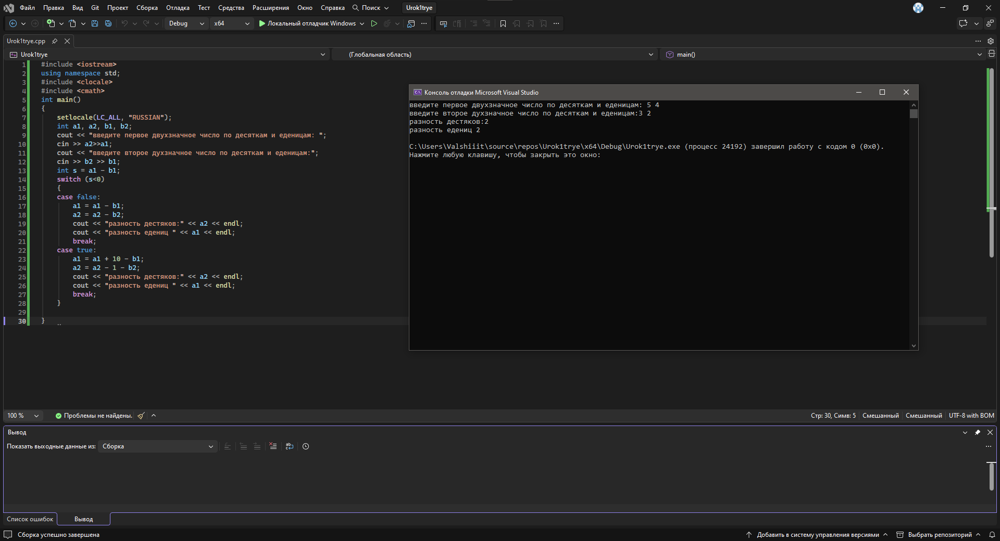 Файл Правка Вид Git Проект Сборка Отладка Тест Средства Расширения Окно Справка Поиск Urok1trye
Debug x64 Локальный отладчик Windows
Urok1trye.cpp
Urok1trye (Глобальная область) main()
1 #include <iostream>
2 using namespace std;
3 #include <clocale>
4 #include <cmath>
5 int main()
6 {
7 setlocale(LC_ALL, "RUSSIAN");
8 int a1, a2, b1, b2;
9 cout << "введите первое двухзначное число по десяткам и еденицам: ";
10 cin >> a2>>a1;
11 cout << "введите второе духзначное число по десяткам и еденицам:";
12 cin >> b2 >> b1;
13 int s = a1 - b1;
14 switch (s<0)
15 {
16 case false:
17 a1 = a1 - b1;
18 a2 = a2 - b2;
19 cout << "разность дестяков:" << a2 << endl;
20 cout << "разность едениц " << a1 << endl;
21 break;
22 case true:
23 a1 = a1 + 10 - b1;
24 a2 = a2 - 1 - b2;
25 cout << "разность дестяков:" << a2 << endl;
26 cout << "разность едениц " << a1 << endl;
27 break;
28 }
29
30 }
Консоль отладки Microsoft Visual Studio
введите первое двухзначное число по десяткам и еденицам: 5 4
введите второе духзначное число по десяткам и еденицам:3 2
разность дестяков:2
разность едениц 2
C:\Users\Valshiiit\source\repos\Urok1trye\x64\Debug\Urok1trye.exe (процесс 24192) завершил работу с кодом 0 (0x0).
Нажмите любую клавишу, чтобы закрыть это окно:
100 % Проблемы не найдены. Стр: 30, Симв: 5 Смешанный Смешанный UTF-8 with BOM
Вывод
Показать выходные данные из: Сборка
Список ошибок Вывод
Сборка успешно завершена Добавить в систему управления версиями Выбрать репозиторий